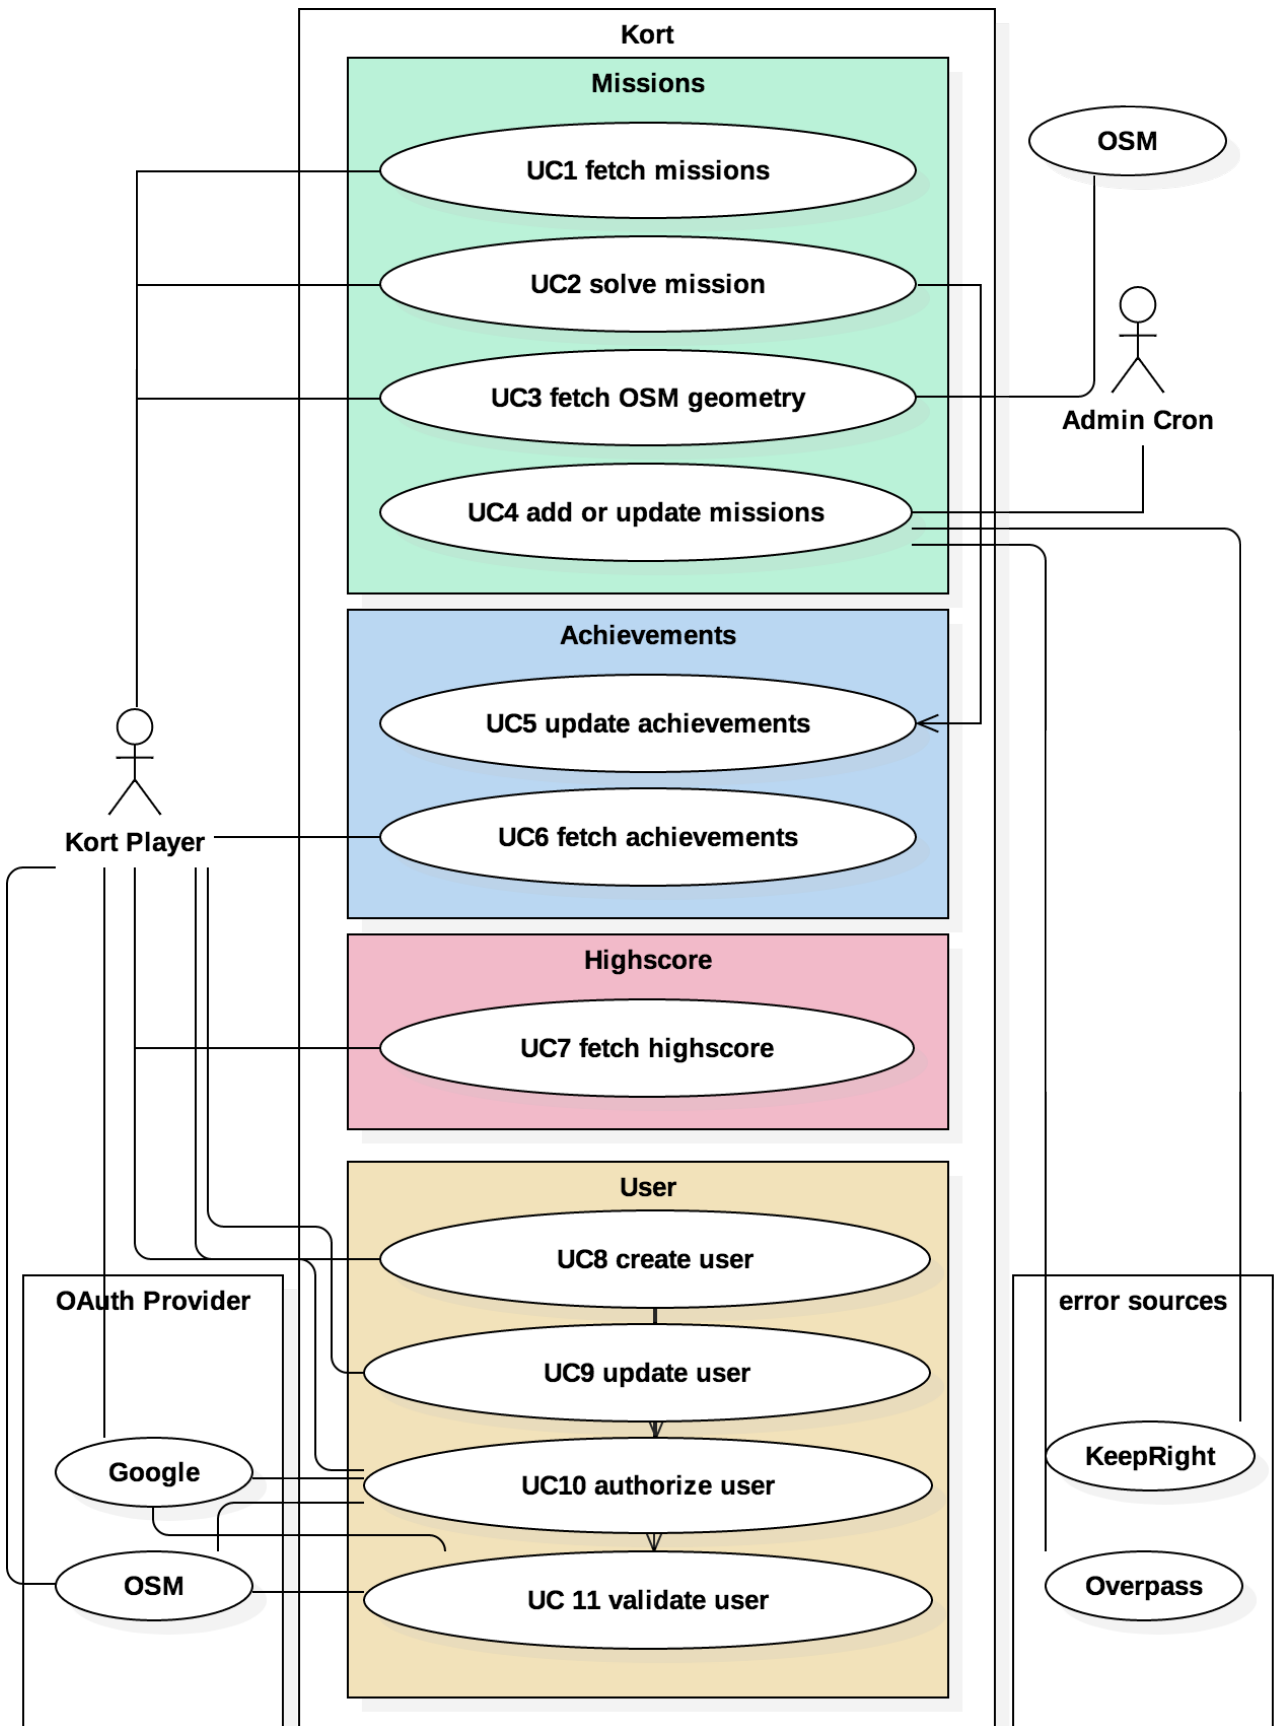 Kort
Missions
UC1 fetch missions
OSM
UC2 solve mission
UC3 fetch OSM geometry
Admin Cron
UC4 add or update missions
Achievements
UC5 update achievements
UC6 fetch achievements
Kort Player
Highscore
UC7 fetch highscore
User
UC8 create user
OAuth Provider
error sources
UC9 update user
Google
UC10 authorize user
KeepRight
OSM
UC 11 validate user
Overpass